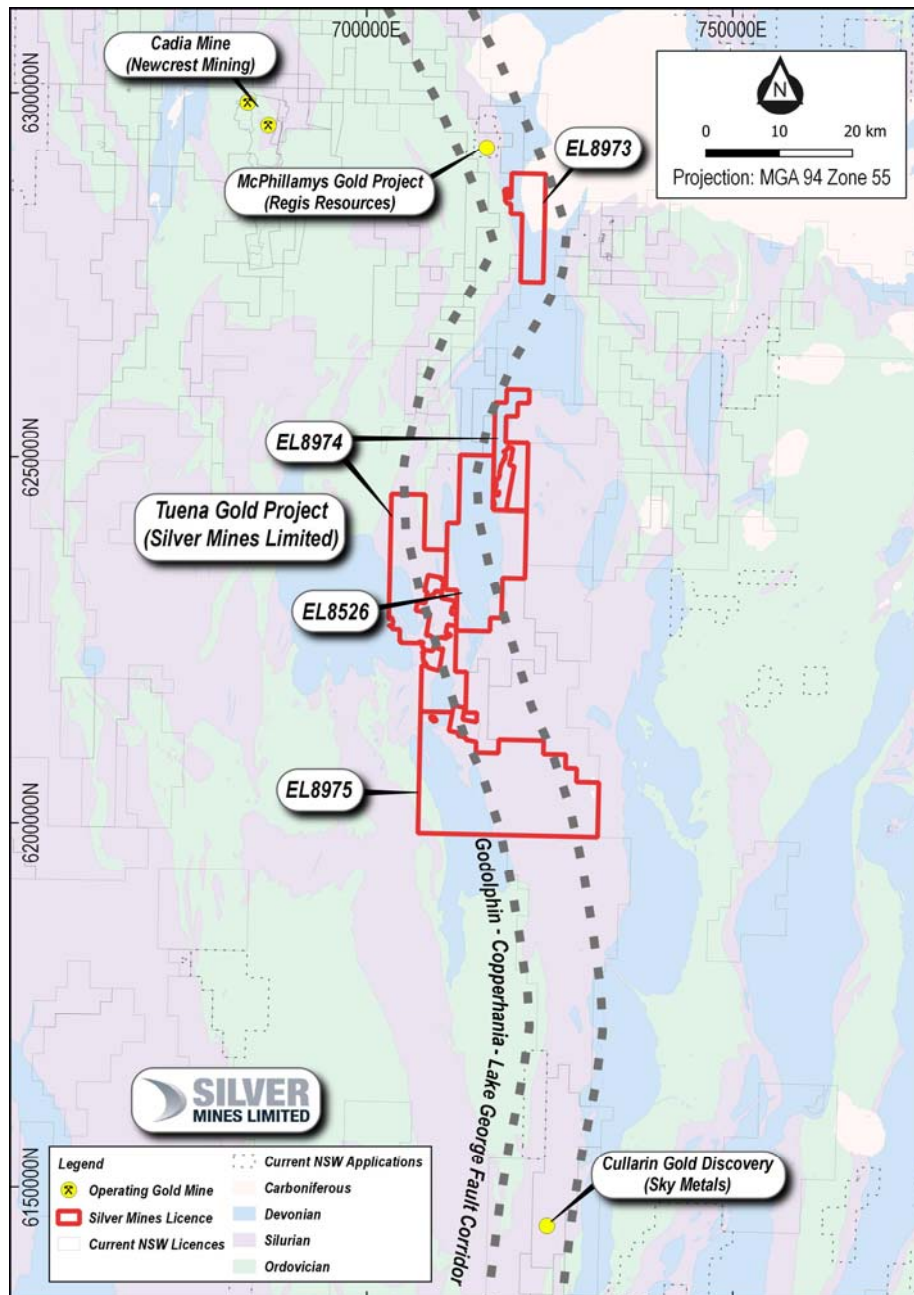 700000E
750000E
Cadia Mine
(Newcrest Mining)
N
0 10 20 km
Projection: MGA 94 Zone 55
6300000N
McPhillamys Gold Project
(Regis Resources)
EL8973
EL8974
6250000N
Tuena Gold Project
(Silver Mines Limited)
EL8526
EL8975
6200000N
Godolphin - Copperhania - Lake George Fault Corridor
SILVER
MINES LIMITED
Cullarin Gold Discovery
(Sky Metals)
6150000N
Legend
Operating Gold Mine
Silver Mines Licence
Current NSW Licences
Current NSW Applications
Carboniferous
Devonian
Silurian
Ordovician